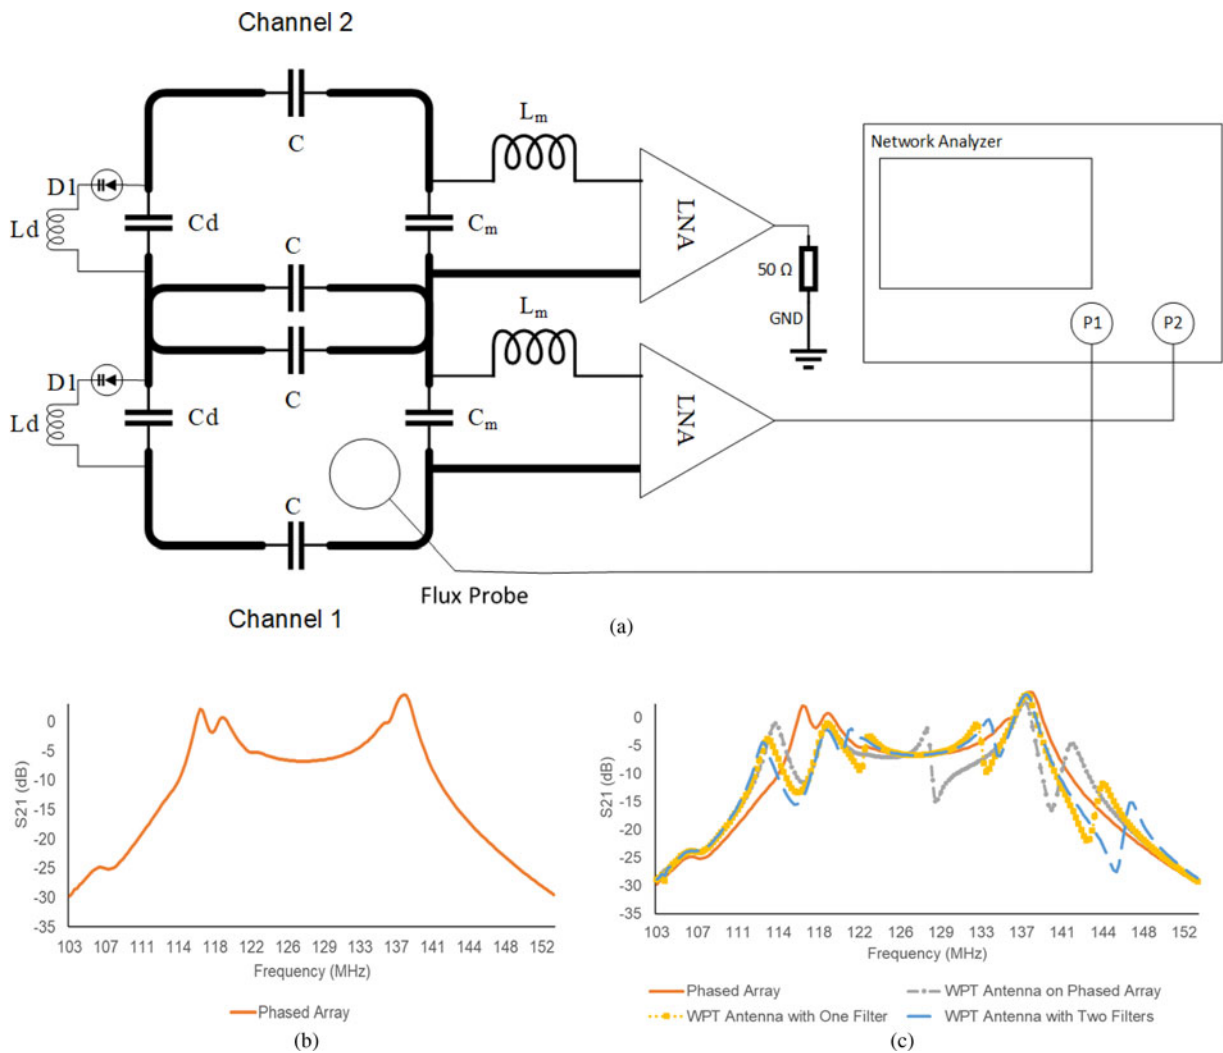 Channel 2
C
Lm
Network Analyzer
D1
Ld
Cd
C
Cm
LNA
50 Ω
GND
P1
P2
Lm
D1
Ld
Cd
C
Cm
LNA
C
Flux Probe
Channel 1
(a)
S21 (dB)
0
-5
-10
-15
-20
-25
-30
-35
103 107 111 114 118 122 126 129 133 137 141 144 148 152
Frequency (MHz)
Phased Array
(b)
S21 (dB)
0
-5
-10
-15
-20
-25
-30
-35
103 107 111 114 118 122 126 129 133 137 141 144 148 152
Frequency (MHz)
Phased Array
WPT Antenna on Phased Array
WPT Antenna with One Filter
WPT Antenna with Two Filters
(c)